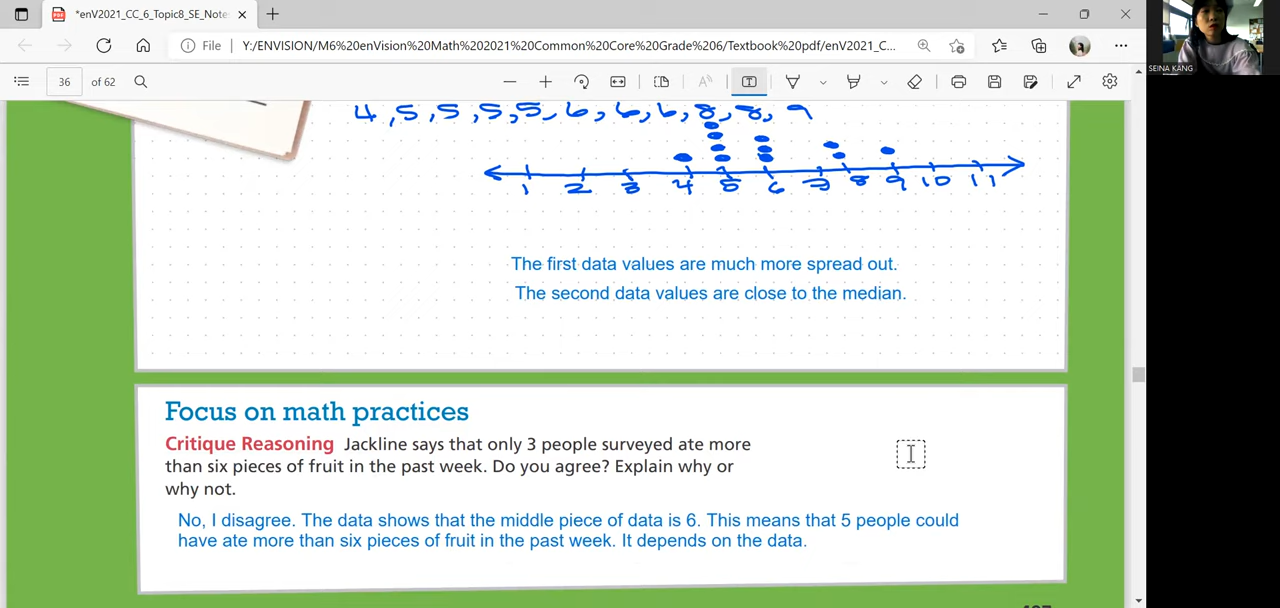 *enV2021_CC_6_Topic8_SE_Note
File
Y:/ENVISION/M6%20enVision%20Math%202021%20Common%20Core%20Grade%206/Textbook%20pdf/enV2021_C...
36 of 62
SEINA KANG
4, 5, 5, 5, 5, 6, 6, 6, 8, 8, 9
1 2 3 4 5 6 7 8 9 10 11
The first data values are much more spread out.
The second data values are close to the median.
Focus on math practices
Critique Reasoning Jackline says that only 3 people surveyed ate more
than six pieces of fruit in the past week. Do you agree? Explain why or
why not.
No, I disagree. The data shows that the middle piece of data is 6. This means that 5 people could
have ate more than six pieces of fruit in the past week. It depends on the data.